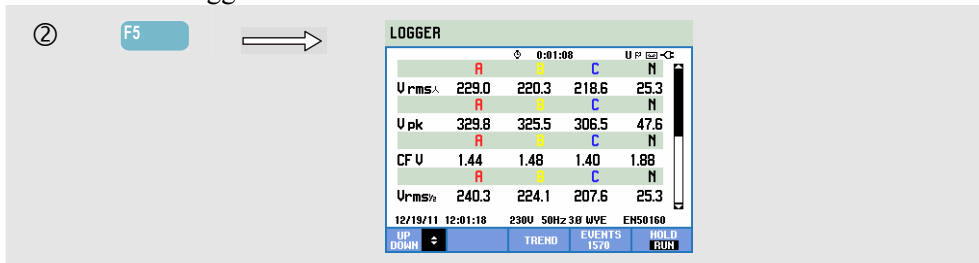 ② F5
LOGGER
0:01:08 U
A B C N
V rms⅄ 229.0 220.3 218.6 25.3
A B C N
V pk 329.8 325.5 306.5 47.6
A B C N
CF V 1.44 1.48 1.40 1.88
A B C N
Vrms½ 240.3 224.1 207.6 25.3
12/19/11 12:01:18 230V 50Hz 3.0 WYE EN50160
UP DOWN TREND EVENTS 1570 HOLD RUN